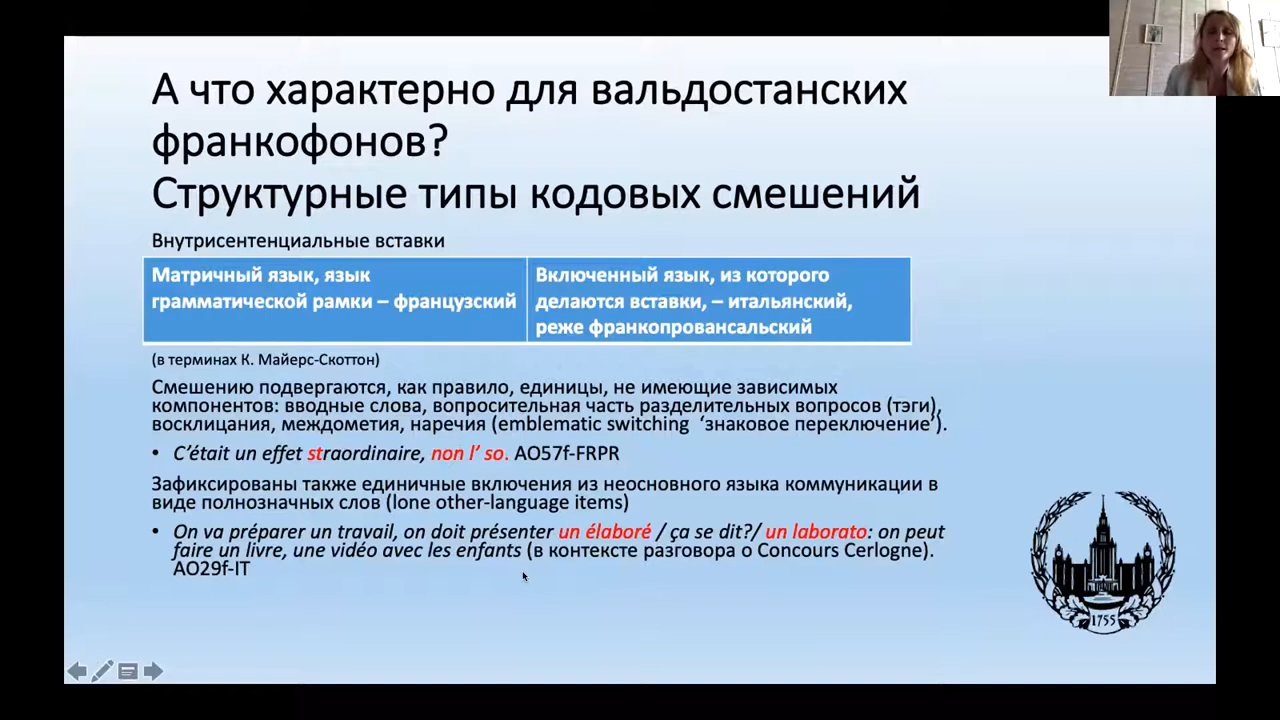 А что характерно для вальдостанских
франкофонов?
Структурные типы кодовых смешений
Внутрисентенциальные вставки
Матричный язык, язык
грамматической рамки – французский
Включенный язык, из которого
делаются вставки, – итальянский,
реже франкопровансальский
(в терминах К. Майерс-Скоттон)
Смешению подвергаются, как правило, единицы, не имеющие зависимых
компонентов: вводные слова, вопросительная часть разделительных вопросов (тэги),
восклицания, междометия, наречия (emblematic switching ‘знаковое переключение’).
• C’était un effet straordinaire, non l’ so. AO57f-FRPR
Зафиксированы также единичные включения из неосновного языка коммуникации в
виде полнозначных слов (lone other-language items)
• On va préparer un travail, on doit présenter un élaboré / ça se dit?/ un laborato: on peut
faire un livre, une vidéo avec les enfants (в контексте разговора о Concours Cerlogne).
AO29f-IT
1755